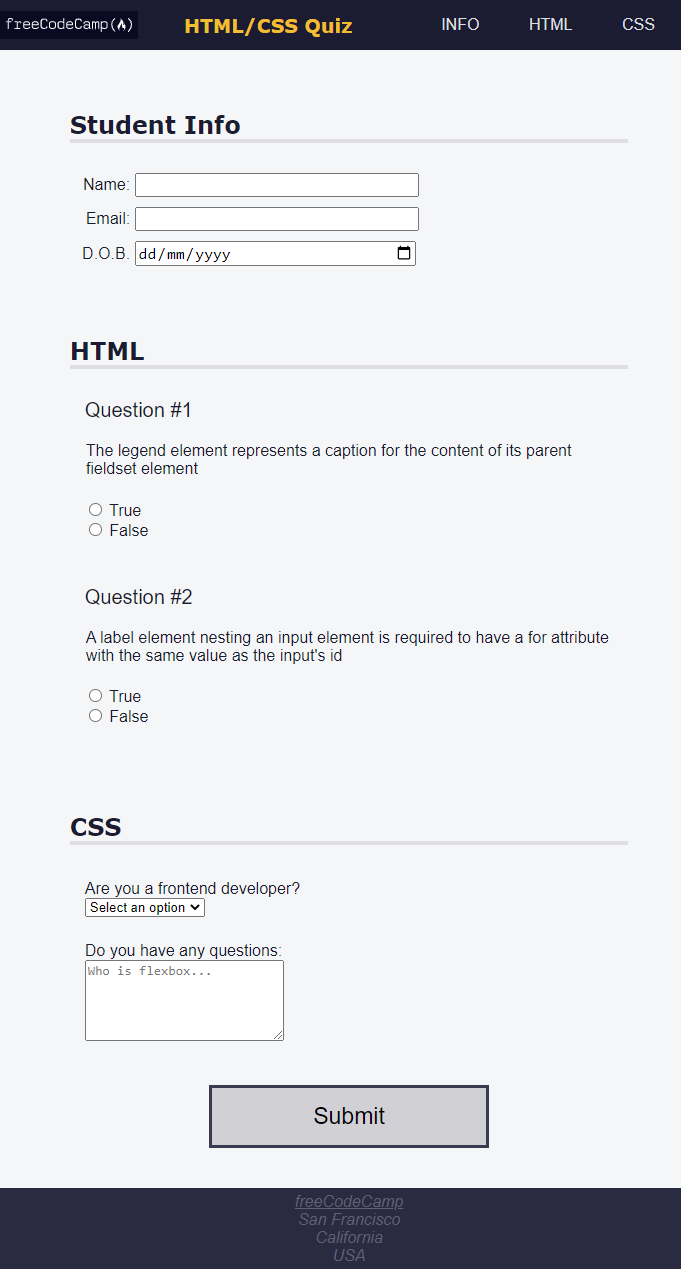 freeCodeCamp(🔥)
HTML/CSS Quiz
INFO
HTML
CSS
Student Info
Name:
Email:
D.O.B.
dd/mm/yyyy
HTML
Question #1
The legend element represents a caption for the content of its parent
fieldset element
True
False
Question #2
A label element nesting an input element is required to have a for attribute
with the same value as the input's id
True
False
CSS
Are you a frontend developer?
Select an option
Do you have any questions:
Who is flexbox...
Submit
freeCodeCamp
San Francisco
California
USA